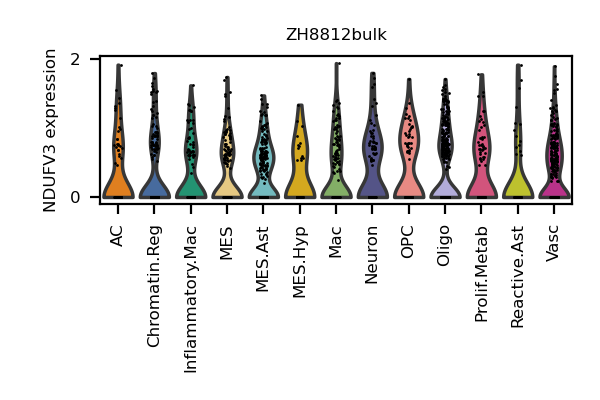 ZH8812bulk
NDUFV3 expression
2
0
AC
Chromatin.Reg
Inflammatory.Mac
MES
MES.Ast
MES.Hyp
Mac
Neuron
OPC
Oligo
Prolif.Metab
Reactive.Ast
Vasc